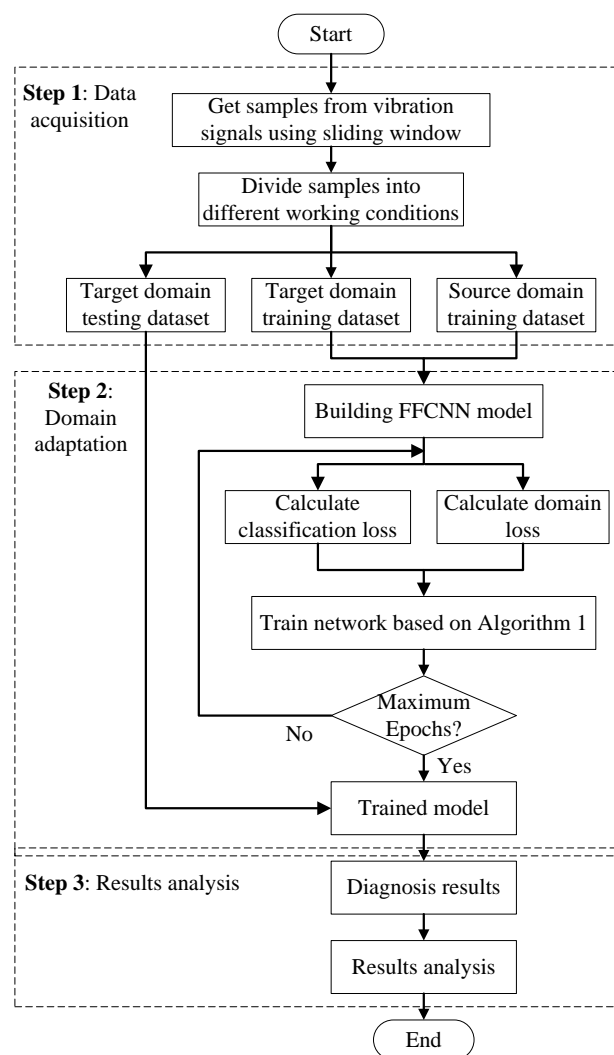 Start
Step 1: Data
acquisition
Get samples from vibration
signals using sliding window
Divide samples into
different working conditions
Target domain
testing dataset
Target domain
training dataset
Source domain
training dataset
Step 2:
Domain
adaptation
Building FFCNN model
Calculate
classification loss
Calculate domain
loss
Train network based on Algorithm 1
Maximum
Epochs?
No
Yes
Trained model
Step 3: Results analysis
Diagnosis results
Results analysis
End